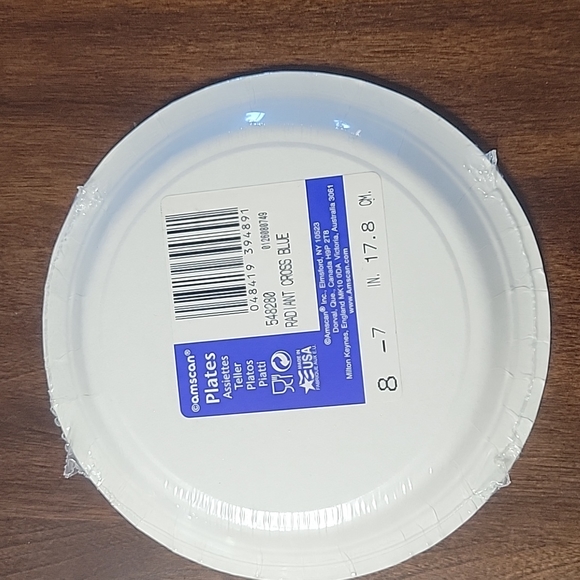 ©amscan®
Plates
Assiettes
Teller
Platos
Piatti
MADE IN
USA
048419 394891
548280 0126080749
RADIANT CROSS BLUE
©Amscan® Inc., Elmsford, NY 10523
Dorval, Que., Canada H9P 2T8
Milton Keynes, England MK10 0DA Victoria, Australia 3061
www.Amscan.com
8 - 7 IN. 17.8 CM.